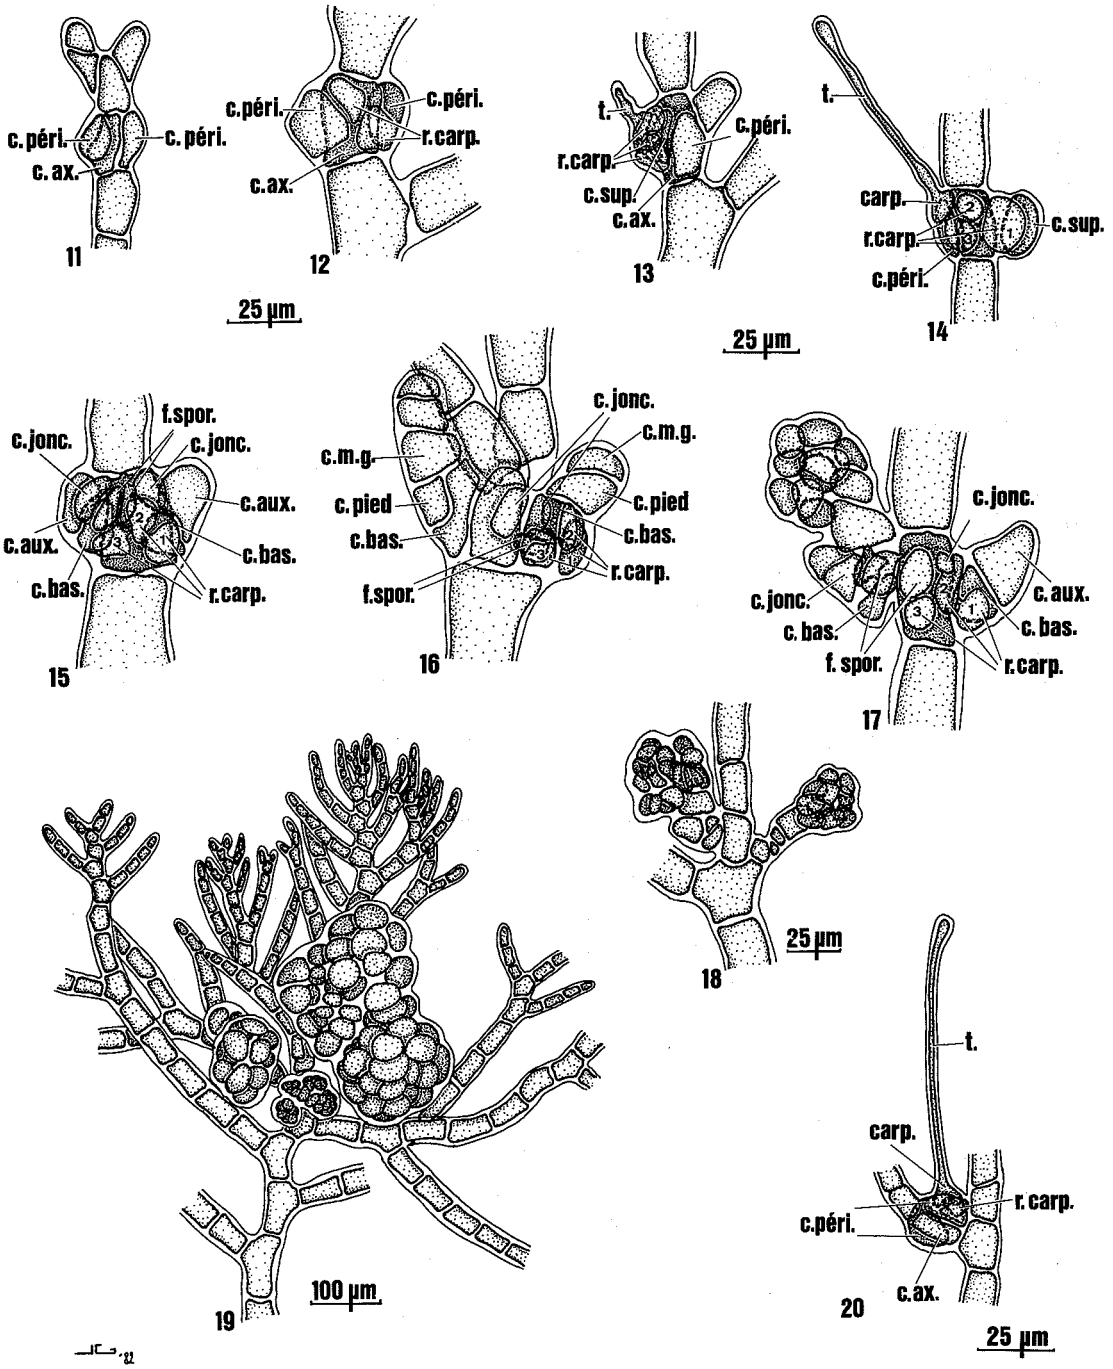 c. péri.
c. péri.
c. ax.
11
c. péri.
c. péri.
r. carp.
c. ax.
12
25 µm
t.
c. péri.
r. carp.
c. sup.
c. ax.
13
t.
carp.
2
r. carp.
3
1
c. sup.
c. péri.
14
25 µm
f. spor.
c. jonc.
c. jonc.
c. aux.
2
c. aux.
3
1
c. bas.
c. bas.
r. carp.
15
c. jonc.
c. m. g.
c. m. g.
c. pied
c. pied
c. bas.
c. bas.
2
3
r. carp.
f. spor.
16
c. jonc.
c. jonc.
c. aux.
2
3
1
c. bas.
c. bas.
f. spor.
r. carp.
17
25 µm
18
100 µm
19
t.
carp.
r. carp.
c. péri.
c. ax.
20
25 µm
'82